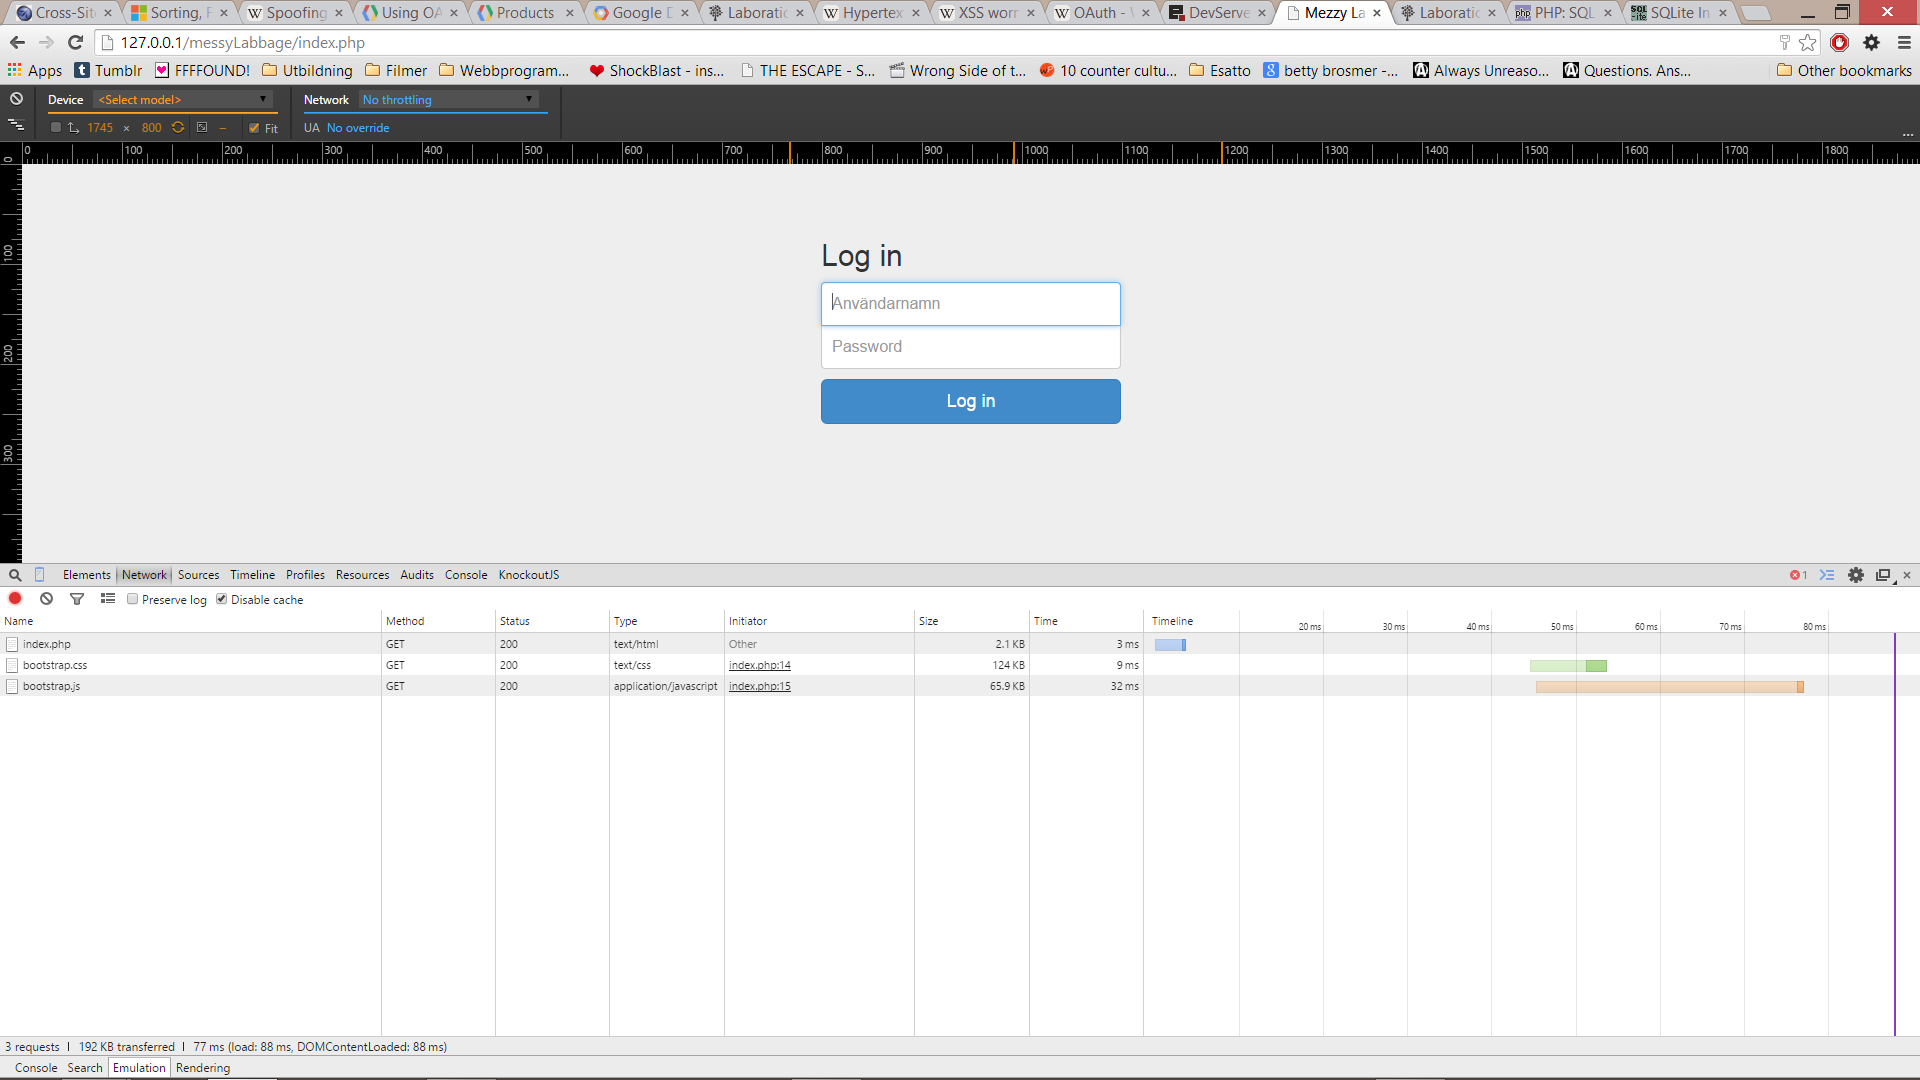 Cross-Sit Sorting, F Spoofing Using OA Products Google D Laboratio Hypertex XSS worm OAuth - DevServe Mezzy La Laboratio PHP: SQL SQLite In
127.0.0.1/messyLabbage/index.php
Apps Tumblr FFFFOUND! Utbildning Filmer Webbprogram... ShockBlast - ins... THE ESCAPE - S... Wrong Side of t... 10 counter cultu... Esatto betty brosmer -... Always Unreaso... Questions. Ans... Other bookmarks
Device <Select model> Network No throttling
1745 × 800 Fit UA No override ...
0 100 200 300 400 500 600 700 800 900 1000 1100 1200 1300 1400 1500 1600 1700 1800
0
100
200
300
Log in
Användarnamn
Password
Log in
Elements Network Sources Timeline Profiles Resources Audits Console KnockoutJS 1
Preserve log Disable cache
Name Method Status Type Initiator Size Time Timeline 20 ms 30 ms 40 ms 50 ms 60 ms 70 ms 80 ms
index.php GET 200 text/html Other 2.1 KB 3 ms
bootstrap.css GET 200 text/css index.php:14 124 KB 9 ms
bootstrap.js GET 200 application/javascript index.php:15 65.9 KB 32 ms
3 requests | 192 KB transferred | 77 ms (load: 88 ms, DOMContentLoaded: 88 ms)
Console Search Emulation Rendering